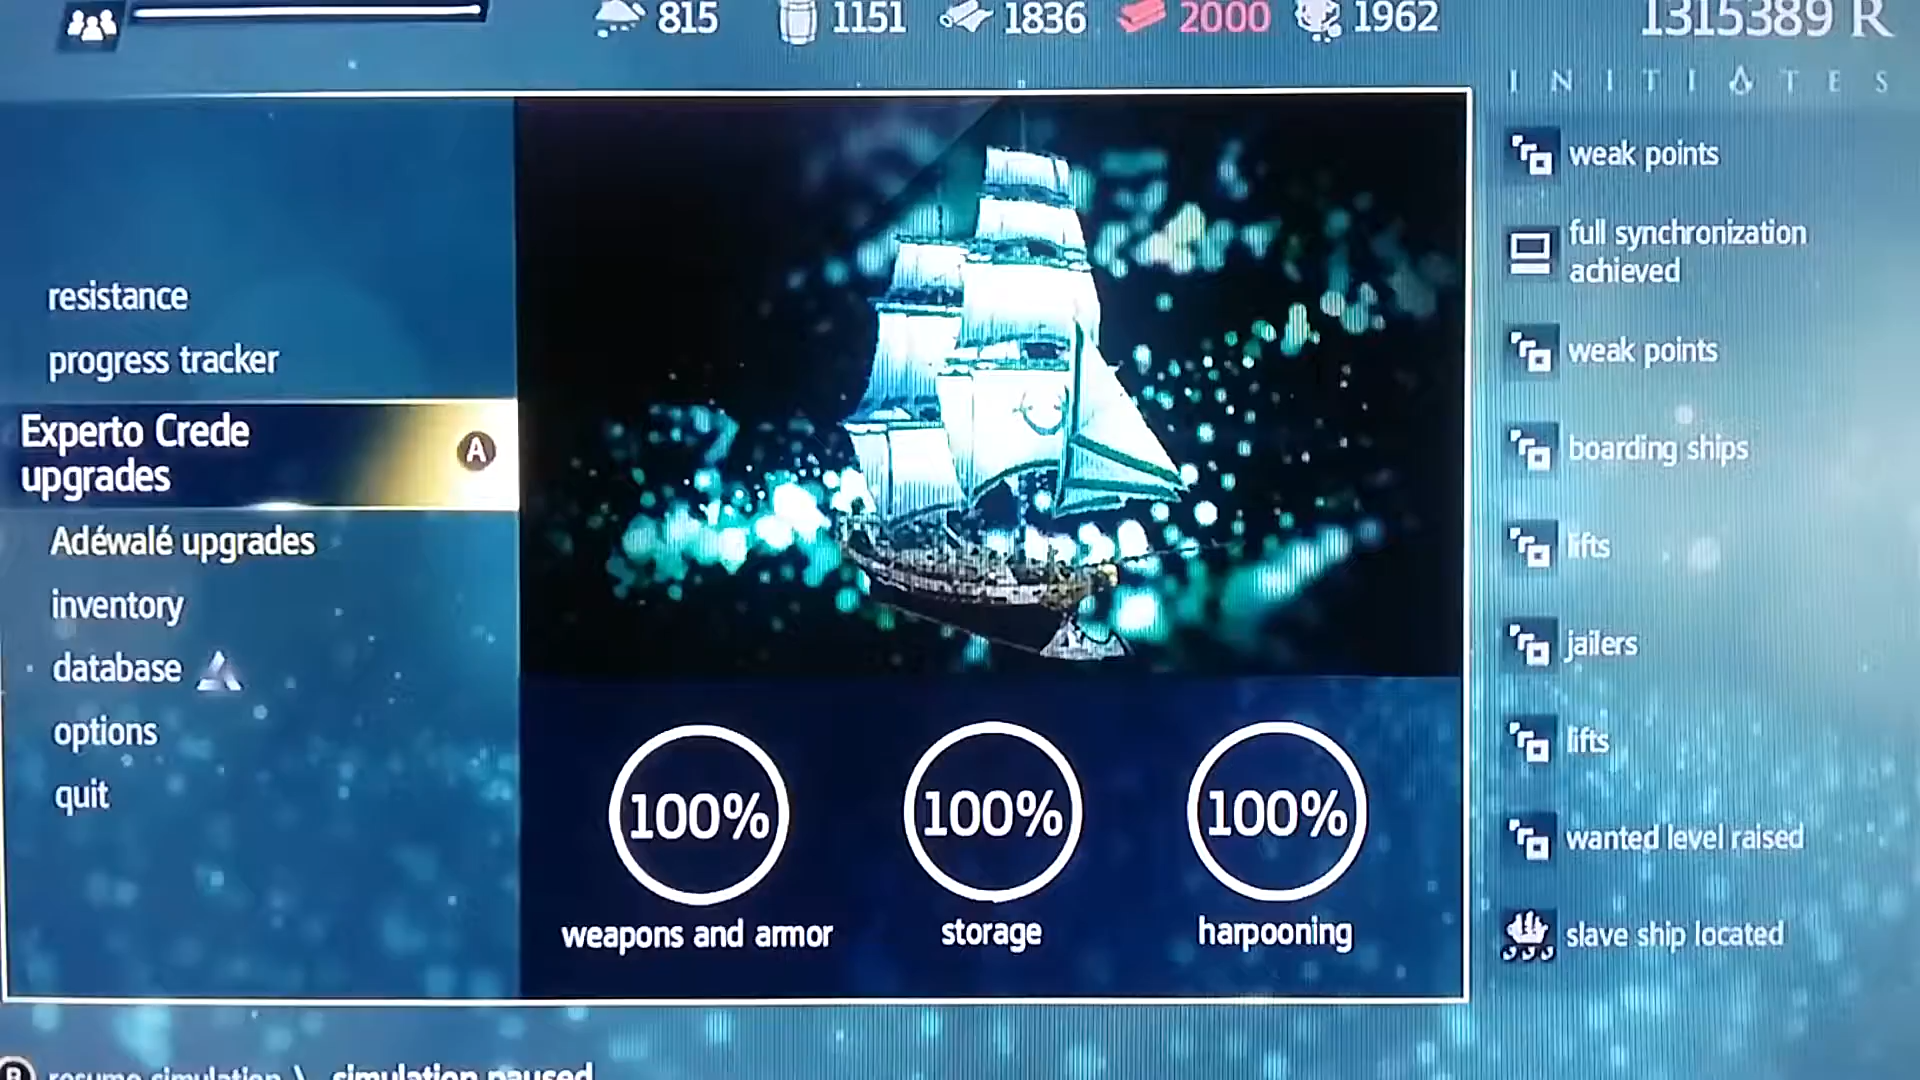 815 1151 1836 2000 1962 1315389 R
INITIATES
resistance
progress tracker
Experto Crede
upgrades
A
Adéwalé upgrades
inventory
database
options
quit
100% 100% 100%
weapons and armor storage harpooning
weak points
full synchronization
achieved
weak points
boarding ships
lifts
jailers
lifts
wanted level raised
slave ship located
B resume simulation \ simulation paused